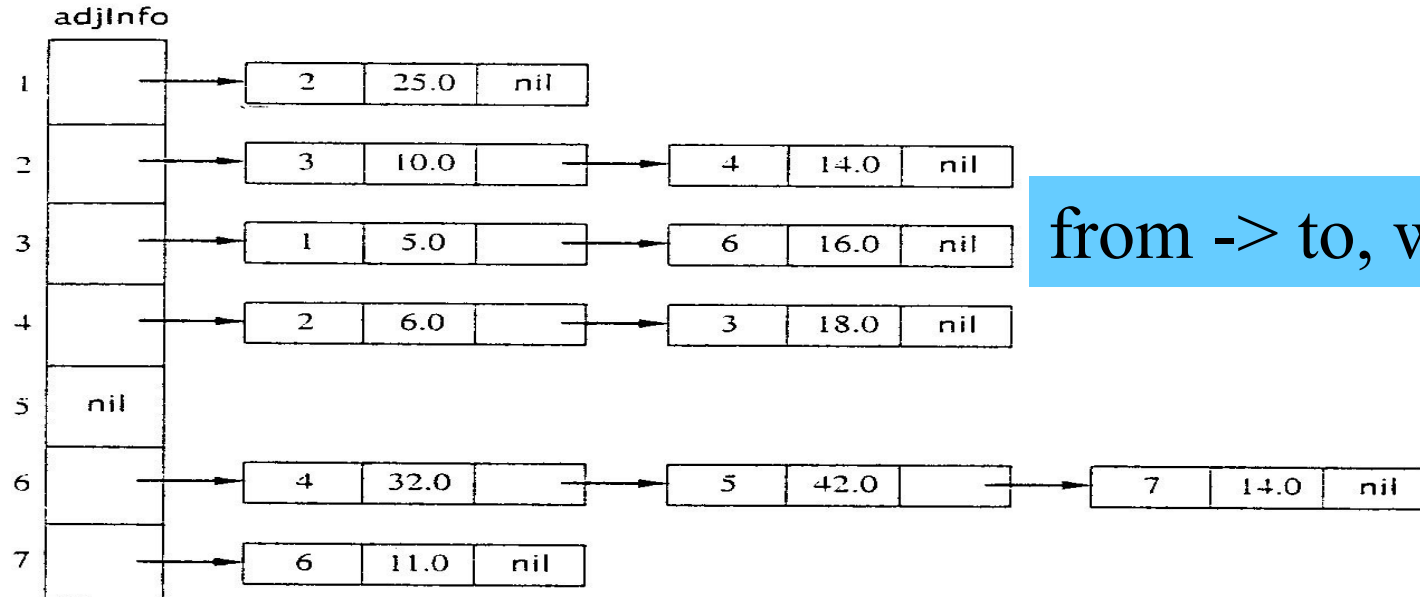 adjInfo
1 2 25.0 nil
2 3 10.0 4 14.0 nil
3 1 5.0 6 16.0 nil
from -> to, w
4 2 6.0 3 18.0 nil
5 nil
6 4 32.0 5 42.0 7 14.0 nil
7 6 11.0 nil